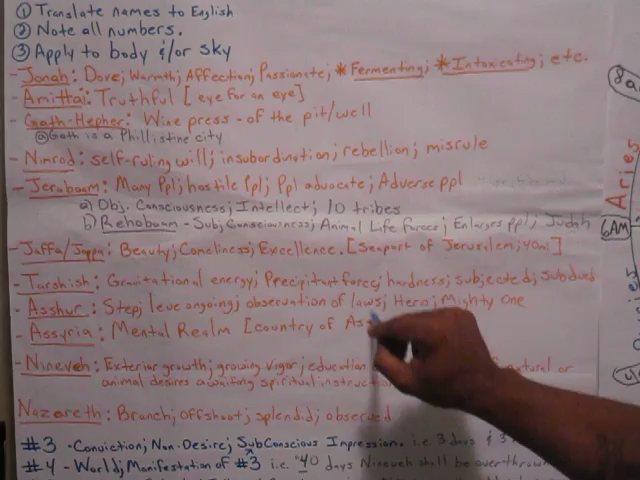 ① Translate names to English
② Note all numbers.
③ Apply to body &/or sky
- Jonah: Dove; Warmth; Affection; Passionate; *Fermenting; *Intoxicating; etc.
- Amittai: Truthful [eye for an eye]
- Gath-Hepher: Wine press - of the pit/well
@Gath is a Phillistine city
- Nimrod: self-ruling will; insubordination; rebellion; misrule
- Jeroboam: Many Ppl; hostile Ppl; Ppl advocate; Adverse ppl
a) Obj. Consciousness; Intellect; 10 tribes
b) Rehoboam - Subj Consciousness; Animal Life Forces; Enlarges ppl; Judah
- Jaffa/Joppa: Beauty; Comeliness; Excellence. [Seaport of Jerusalem;
- Tarshish: Gravitational energy; Precipitant force; hardness; subjected; Subdued
- Asshur: Step; ongoing; observation of laws; Hero; Mighty One
- Assyria: Mental Realm [country of
- Nineveh: Exterior growth; growing vigor; education natural or
animal desires awaiting spiritual
Nazareth: Branch; offshoot; splendid; observed
#3 - Conviction; Non-Desire; SubConscious Impression. i.e. 3 days & 3
#4 - World; Manifestation of #3 i.e. 40 days Nineveh shall be overthrown
Aries
6AM